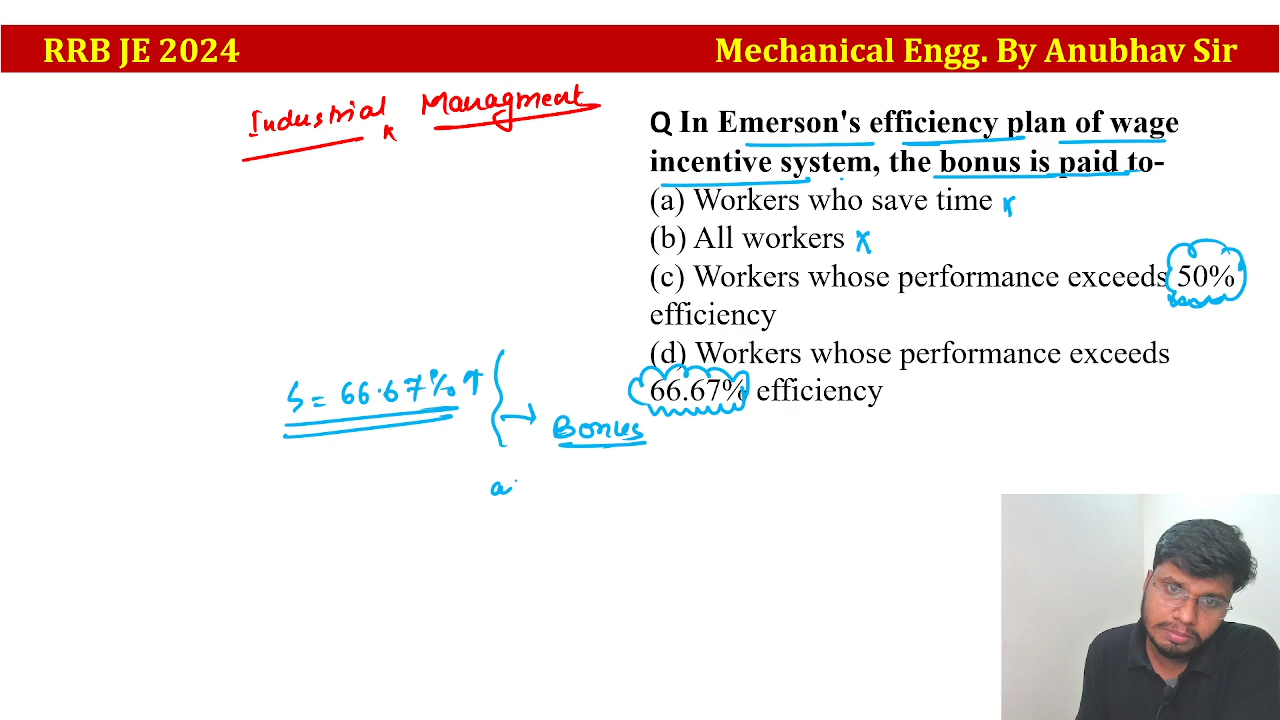 RRB JE 2024
Mechanical Engg. By Anubhav Sir
Industrial Managment
Q In Emerson's efficiency plan of wage
incentive system, the bonus is paid to-
(a) Workers who save time x
(b) All workers x
(c) Workers whose performance exceeds 50%
efficiency
(d) Workers whose performance exceeds
66.67% efficiency
S = 66.67% ↑
→ Bonus
a